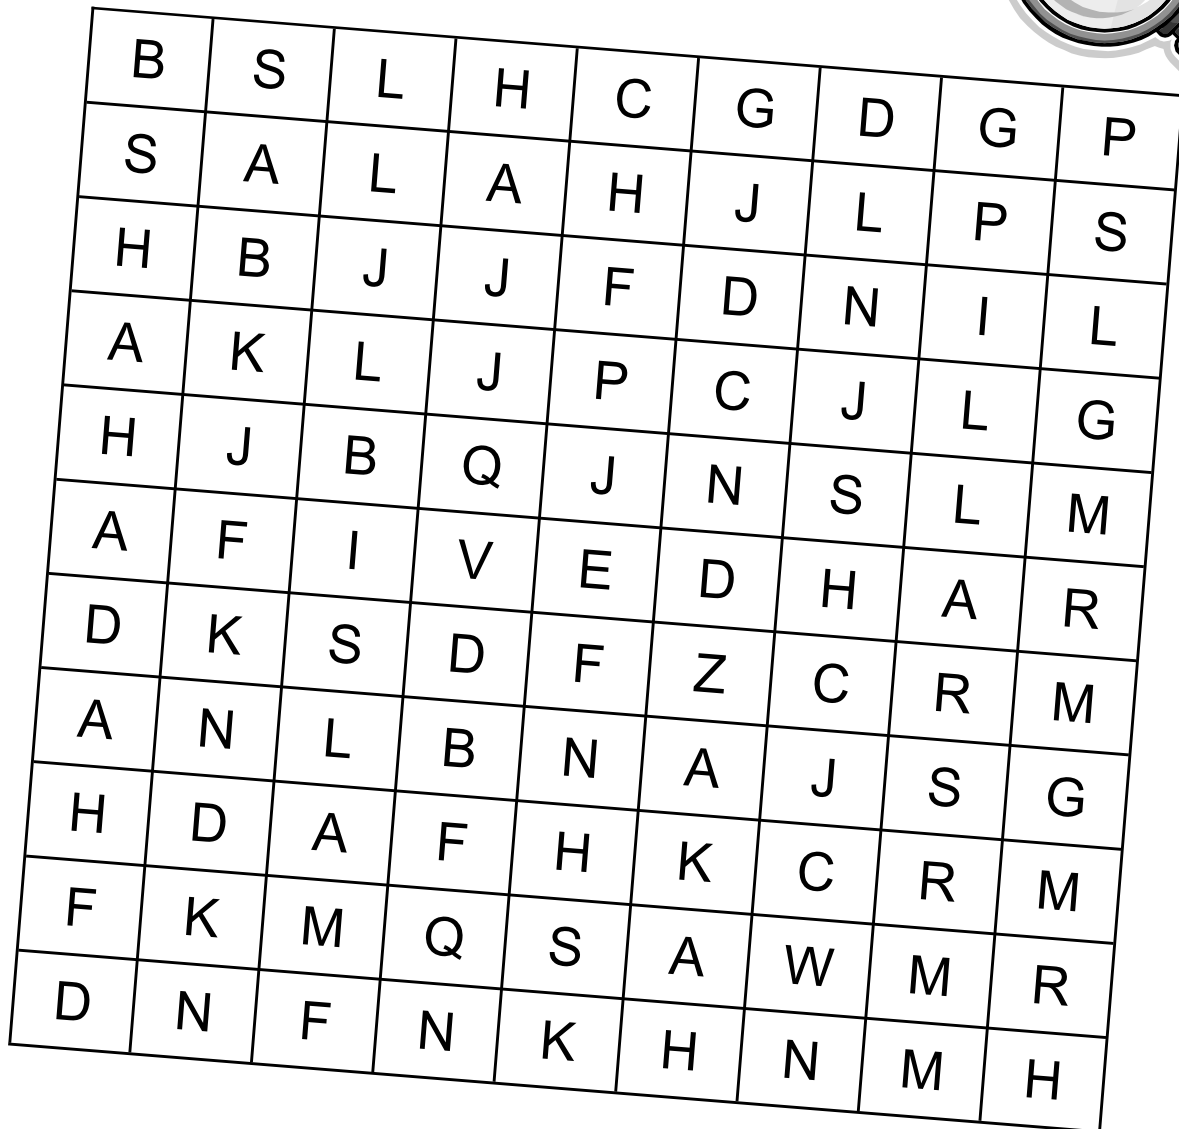 B S L H C G D G P
S A L A H J L P S
H B J J F D N I L
A K L J P C J L G
H J B Q J N S L M
A F I V E D H A R
D K S D F Z C R M
A N L B N A J S G
H D A F H K C R M
F K M Q S A W M R
D N F N K H N M H